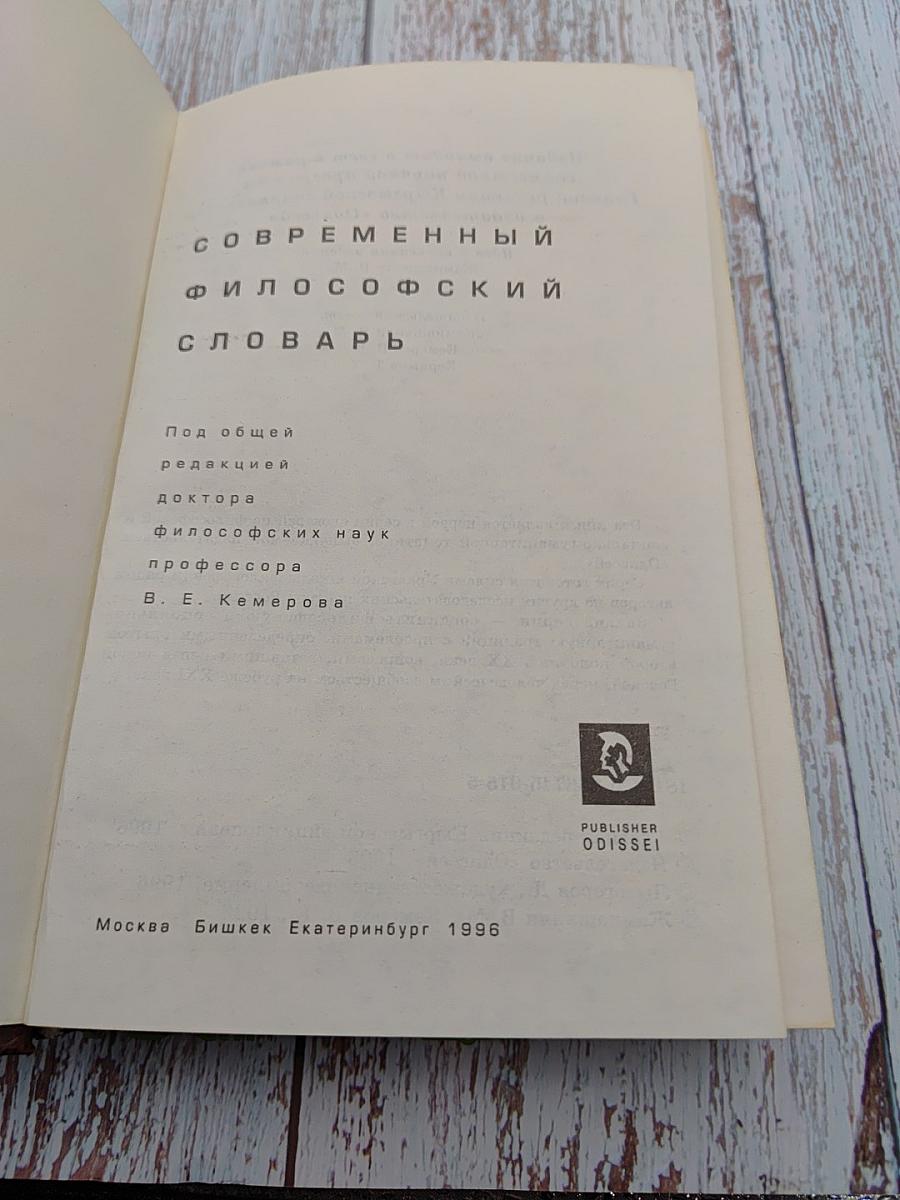 СОВРЕМЕННЫЙ
ФИЛОСОФСКИЙ
СЛОВАРЬ
Под общей
редакцией
доктора
философских наук
профессора
В. Е. Кемерова
PUBLISHER
ODISSEI
Москва Бишкек Екатеринбург 1996